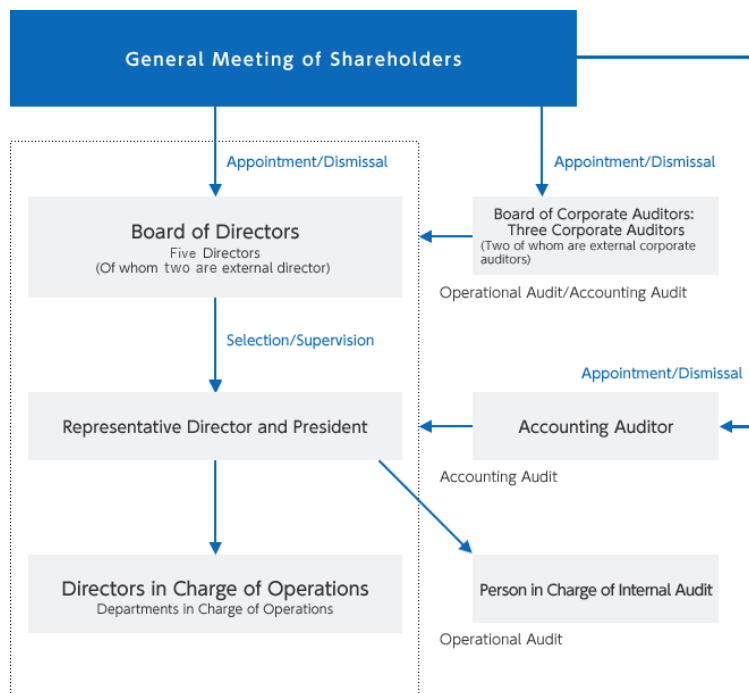 General Meeting of Shareholders
Appointment/Dismissal
Appointment/Dismissal
Board of Directors
Five Directors
(Of whom two are external director)
Board of Corporate Auditors:
Three Corporate Auditors
(Two of whom are external corporate
auditors)
Operational Audit/Accounting Audit
Selection/Supervision
Appointment/Dismissal
Representative Director and President
Accounting Auditor
Accounting Audit
Directors in Charge of Operations
Departments in Charge of Operations
Person in Charge of Internal Audit
Operational Audit